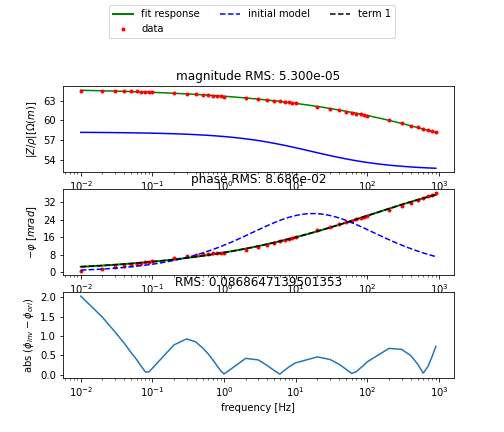 fit response initial model term 1
data
magnitude RMS: 5.300e-05
|Z/ρ|[Ω(m)]
63
60
57
54
10⁻² 10⁻¹ 10⁰ 10¹ 10² 10³
phase RMS: 8.686e-02
−φ [mrad]
32
24
16
8
0
10⁻² 10⁻¹ 10⁰ 10¹ 10² 10³
RMS: 0.0868647139501353
abs (ϕinv − ϕori)
2.0
1.5
1.0
0.5
0.0
10⁻² 10⁻¹ 10⁰ 10¹ 10² 10³
frequency [Hz]